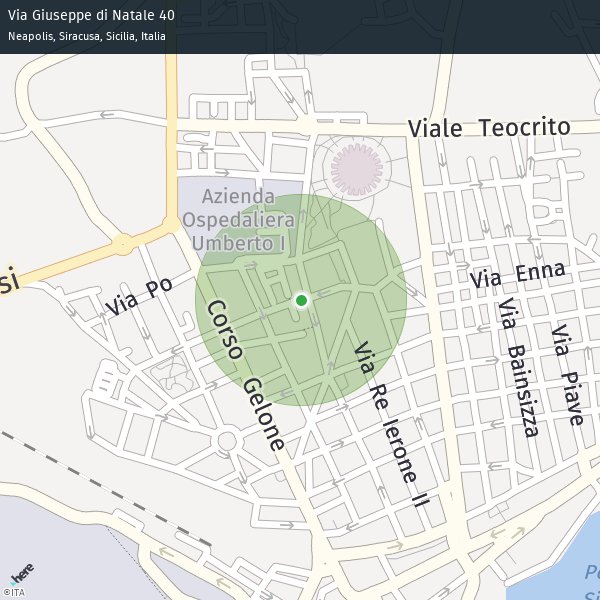 Via Giuseppe di Natale 40
Neapolis, Siracusa, Sicilia, Italia
Viale Teocrito
Azienda
Ospedaliera
Umberto I
Via Enna
si
Via Po
Corso Gelone
Via Re Ierone II
Via Bainsizza
Via Piave
here
©ITA